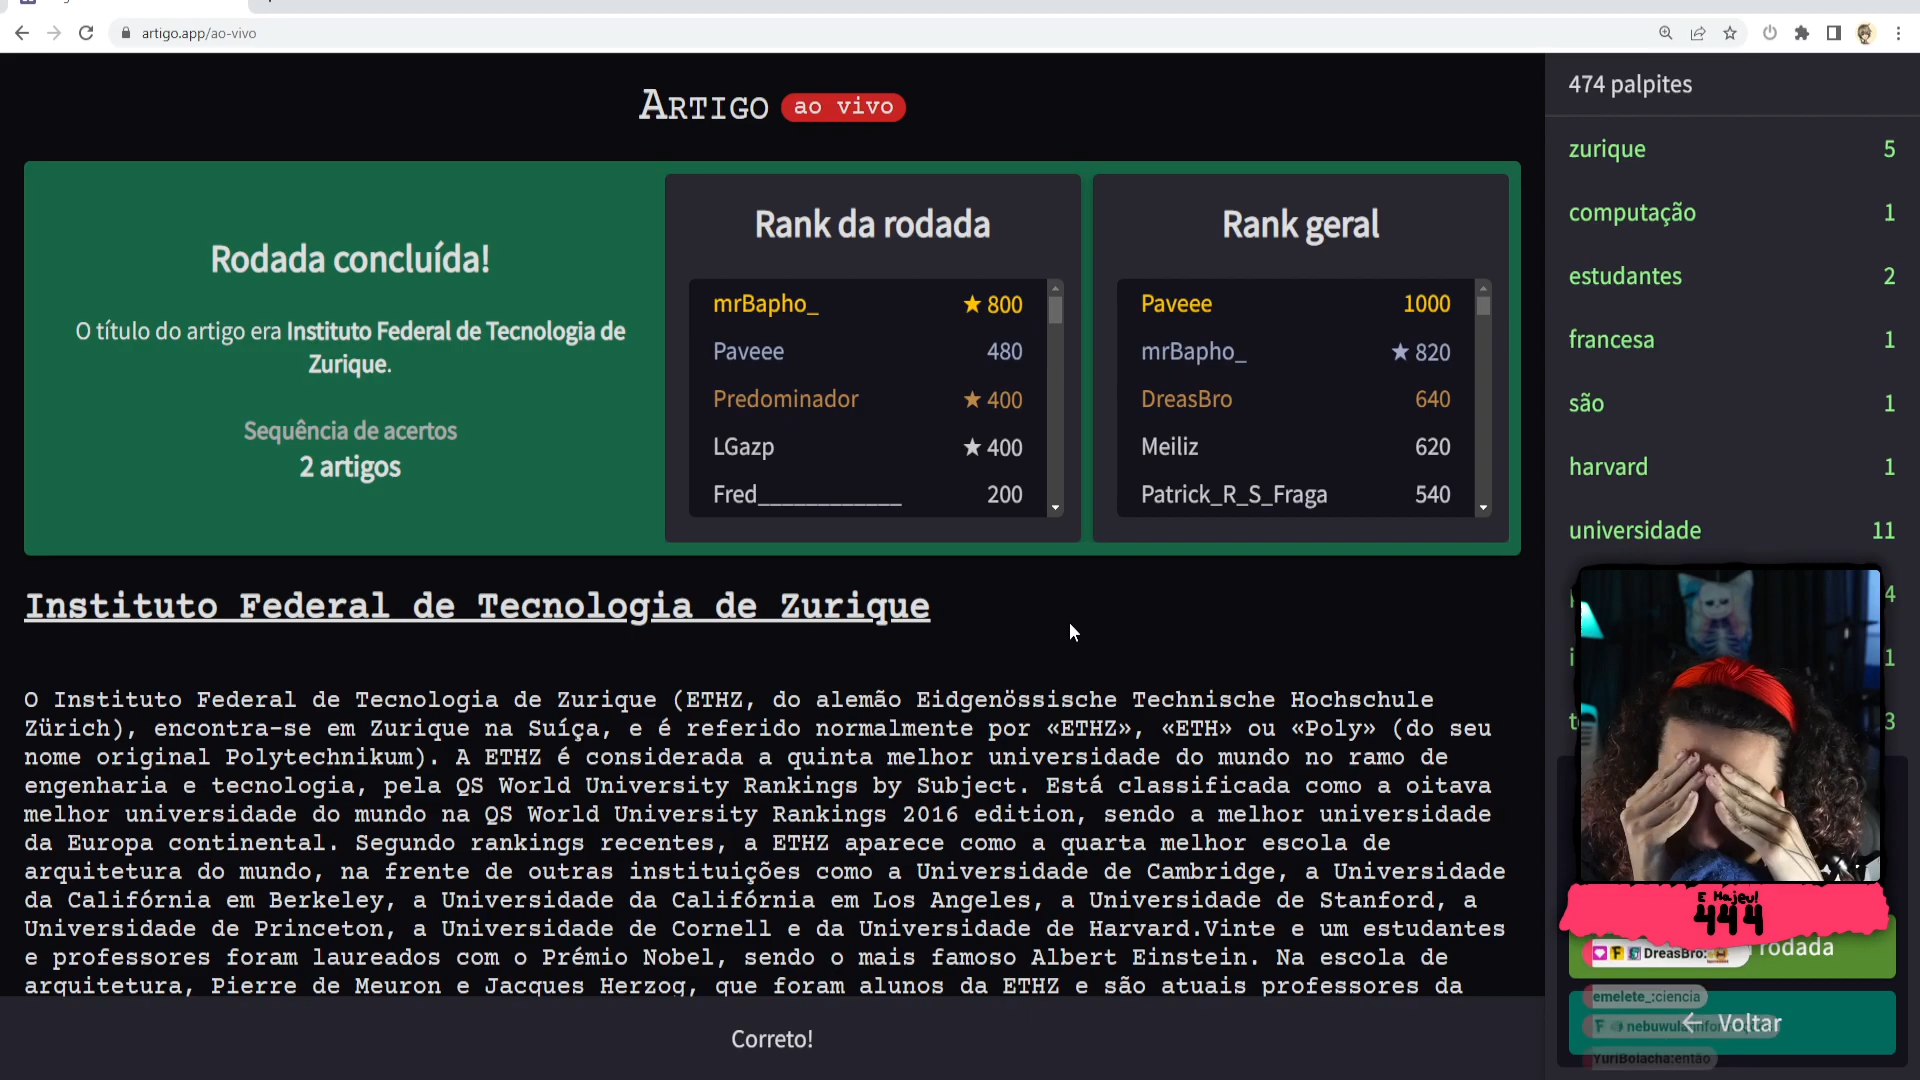 artigo.app/ao-vivo
ARTIGO ao vivo
Rodada concluída!
O título do artigo era Instituto Federal de Tecnologia de
Zurique.
Sequência de acertos
2 artigos
Rank da rodada
mrBapho_ ★ 800
Paveee 480
Predominador ★ 400
LGazp ★ 400
Fred____________ 200
Rank geral
Paveee 1000
mrBapho_ ★ 820
DreasBro 640
Meiliz 620
Patrick_R_S_Fraga 540
Instituto Federal de Tecnologia de Zurique
O Instituto Federal de Tecnologia de Zurique (ETHZ, do alemão Eidgenössische Technische Hochschule
Zürich), encontra-se em Zurique na Suíça, e é referido normalmente por «ETHZ», «ETH» ou «Poly» (do seu
nome original Polytechnikum). A ETHZ é considerada a quinta melhor universidade do mundo no ramo de
engenharia e tecnologia, pela QS World University Rankings by Subject. Está classificada como a oitava
melhor universidade do mundo na QS World University Rankings 2016 edition, sendo a melhor universidade
da Europa continental. Segundo rankings recentes, a ETHZ aparece como a quarta melhor escola de
arquitetura do mundo, na frente de outras instituições como a Universidade de Cambridge, a Universidade
da Califórnia em Berkeley, a Universidade da Califórnia em Los Angeles, a Universidade de Stanford, a
Universidade de Princeton, a Universidade de Cornell e da Universidade de Harvard.Vinte e um estudantes
e professores foram laureados com o Prémio Nobel, sendo o mais famoso Albert Einstein. Na escola de
arquitetura, Pierre de Meuron e Jacques Herzog, que foram alunos da ETHZ e são atuais professores da
Correto!
474 palpites
zurique 5
computação 1
estudantes 2
francesa 1
são 1
harvard 1
universidade 11
4
1
3
444
DreasBro:
rodada
emelete_:ciencia
← Voltar
YuriBolacha:então